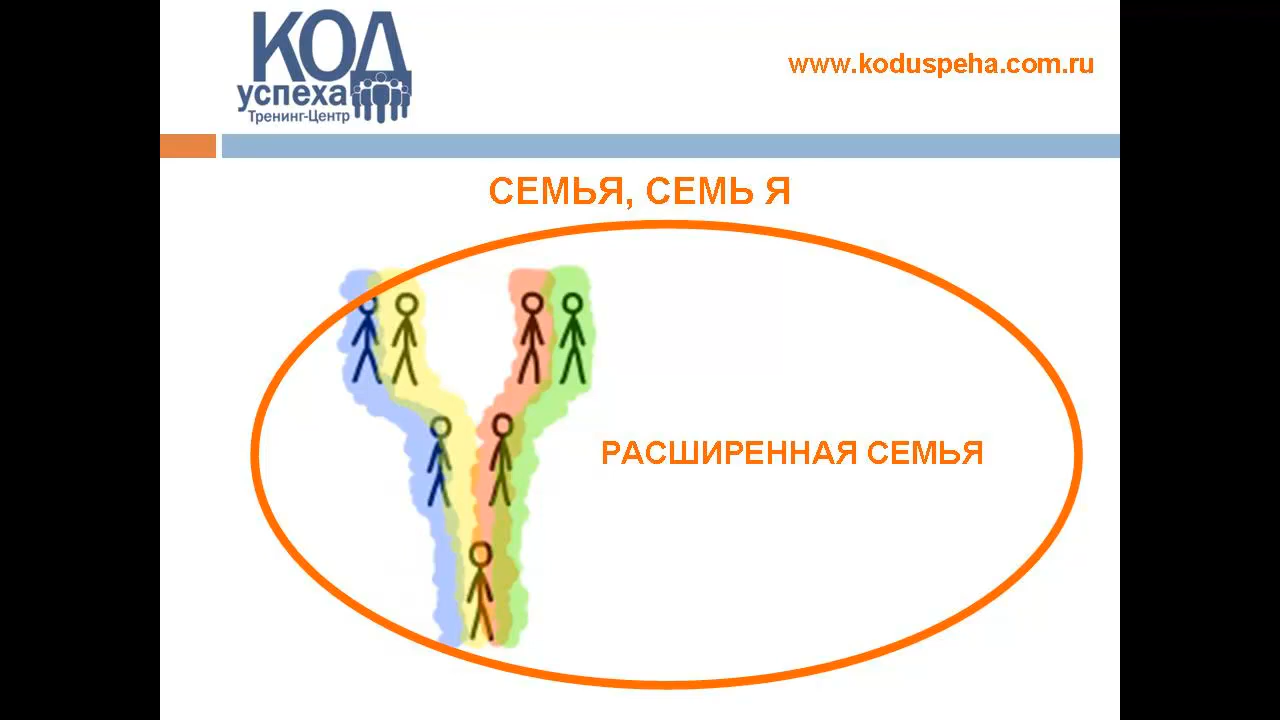 КОД
успеха
Тренинг-Центр
www.koduspeha.com.ru
СЕМЬЯ, СЕМЬ Я
РАСШИРЕННАЯ СЕМЬЯ